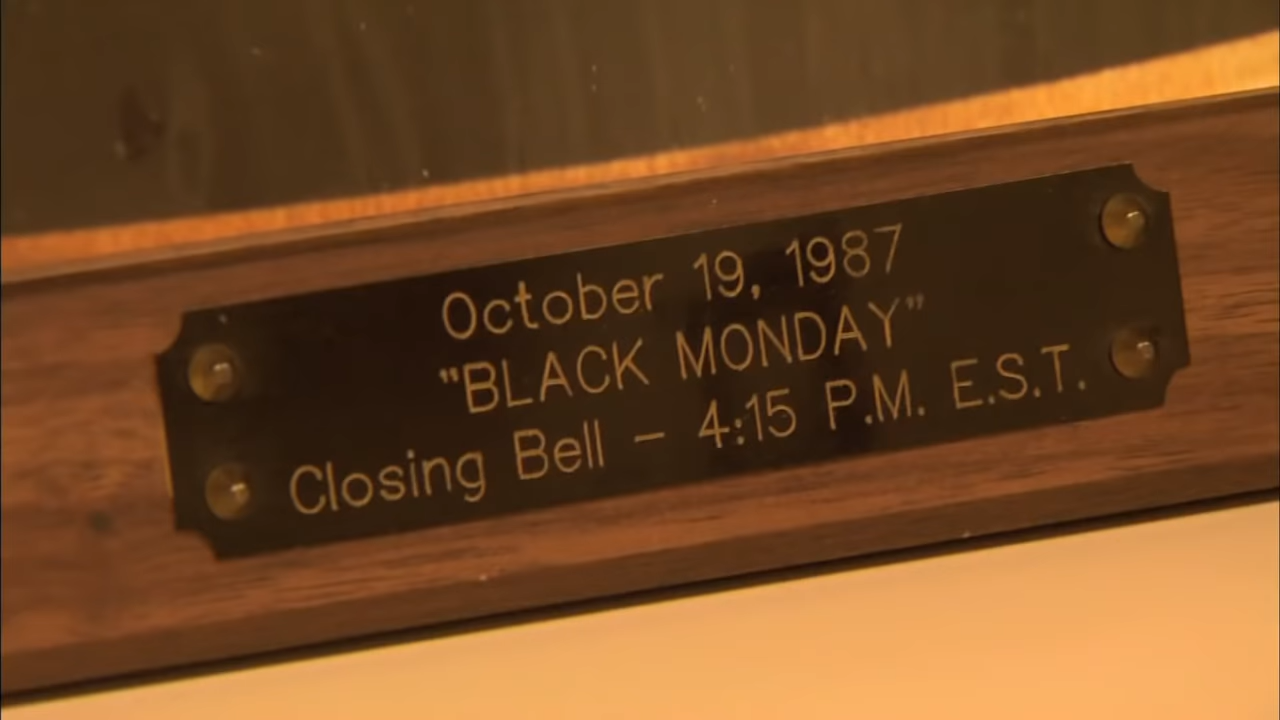 October 19, 1987
"BLACK MONDAY"
Closing Bell – 4:15 P.M. E.S.T.